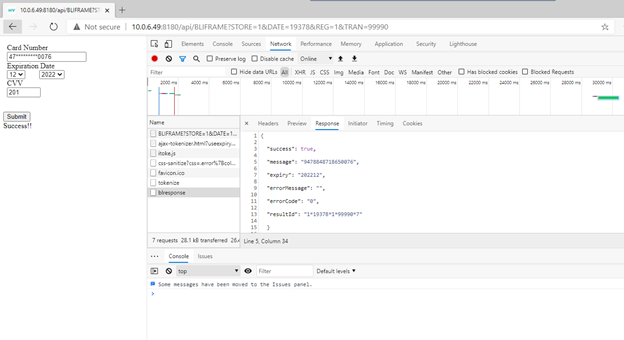 10.0.6.49:8180/api/BLIFRAME?ST
Not secure | 10.0.6.49:8180/api/BLIFRAME?STORE=1&DATE=19378&REG=1&TRAN=99990
Card Number
47*********0076
Expiration Date
12 2022
CVV
201
Submit
Success!!
Elements Console Sources Network Performance Memory Application Security Lighthouse
Preserve log Disable cache Online
Filter Hide data URLs All XHR JS CSS Img Media Font Doc WS Manifest Other Has blocked cookies Blocked Requests
2000 ms 4000 ms 6000 ms 8000 ms 10000 ms 12000 ms 14000 ms 16000 ms 18000 ms 20000 ms 22000 ms 24000 ms 26000 ms 28000 ms 30000 ms
Name
BLIFRAME?STORE=1&DATE=1...
ajax-tokenizer.html?useexpiry...
itoke.js
css-sanitize?css=.error%7Bcol...
favicon.ico
tokenize
blresponse
7 requests 28.1 kB transferred 26.
Headers Preview Response Initiator Timing Cookies
1 {
2
3 "success": true,
4
5 "message": "9478848718650076",
6
7 "expiry": "202212",
8
9 "errorMessage": "",
10
11 "errorCode": "0",
12
13 "resultId": "1*19378*1*99990*7"
14
15 }
Line 5, Column 34
Console Issues
top Filter Default levels
Some messages have been moved to the Issues panel.